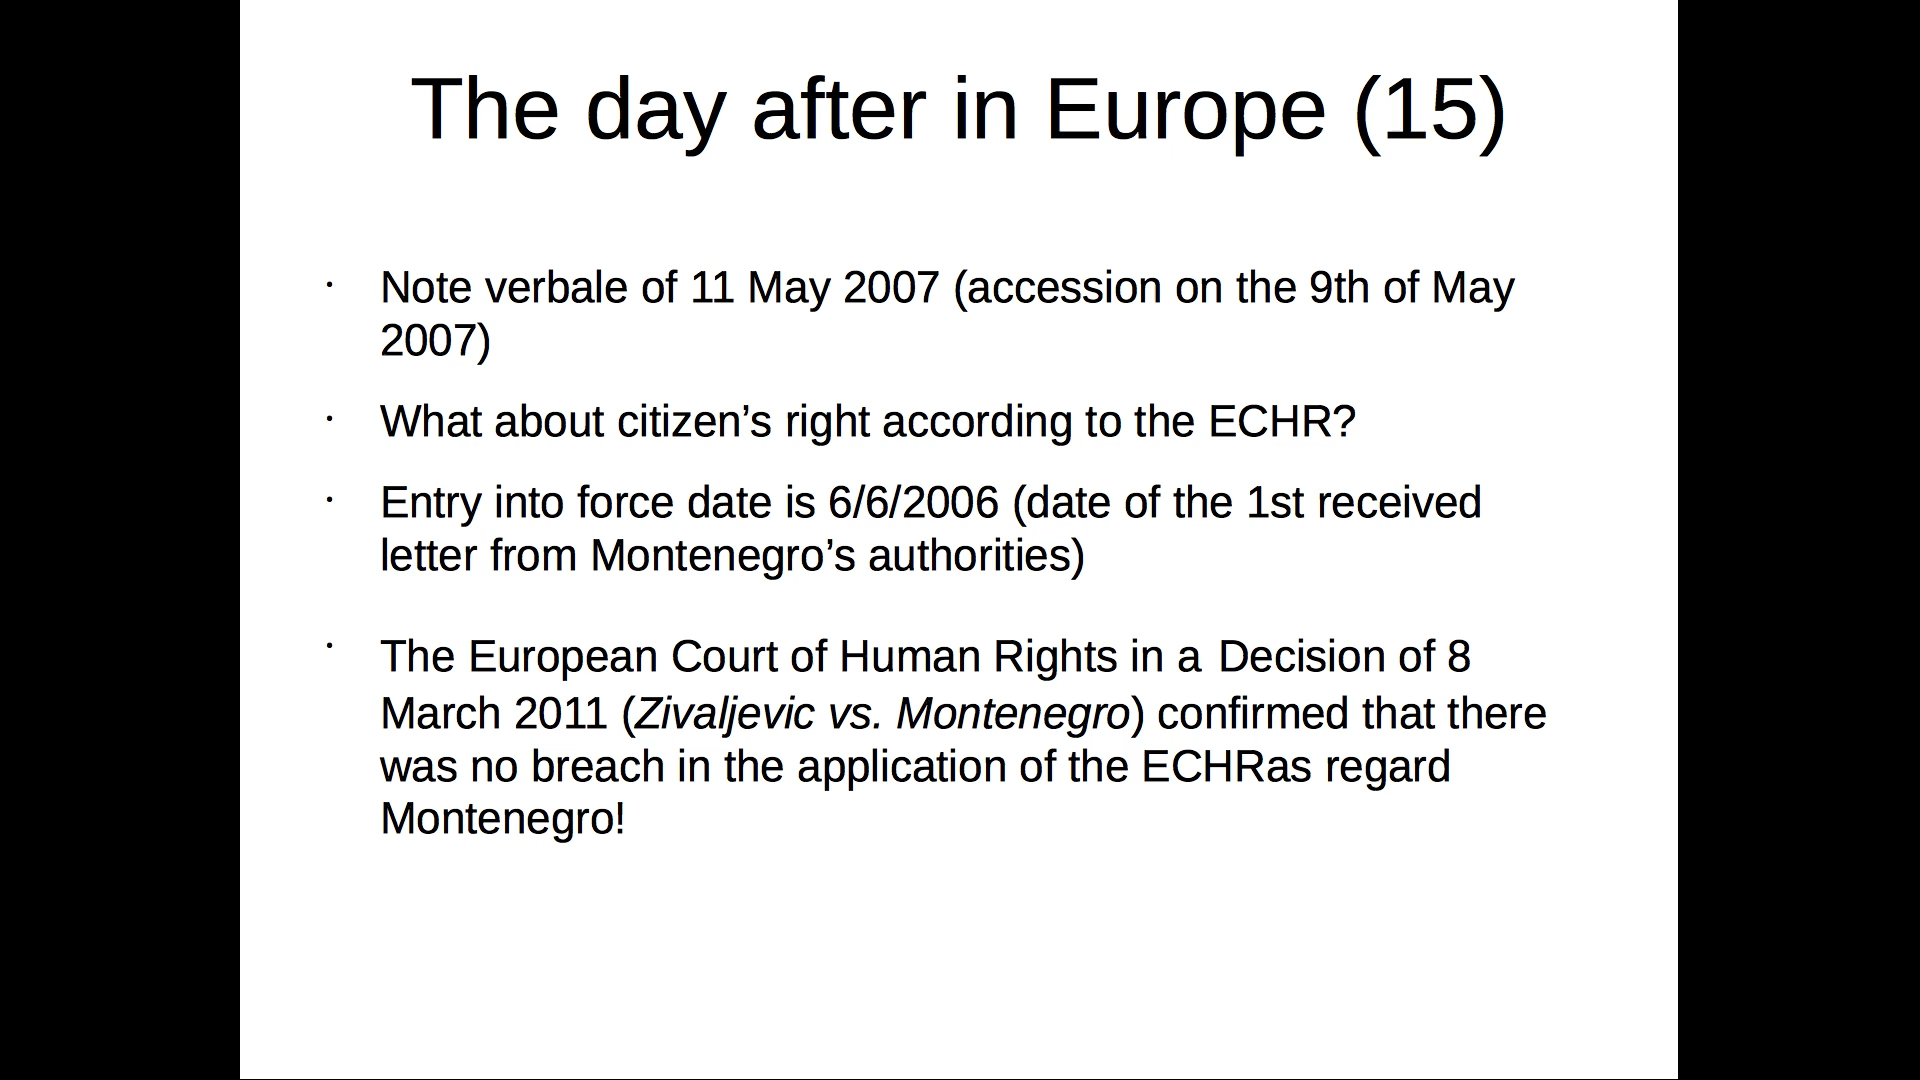 The day after in Europe (15)
· Note verbale of 11 May 2007 (accession on the 9th of May
2007)
· What about citizen’s right according to the ECHR?
· Entry into force date is 6/6/2006 (date of the 1st received
letter from Montenegro’s authorities)
· The European Court of Human Rights in a Decision of 8
March 2011 (Zivaljevic vs. Montenegro) confirmed that there
was no breach in the application of the ECHRas regard
Montenegro!